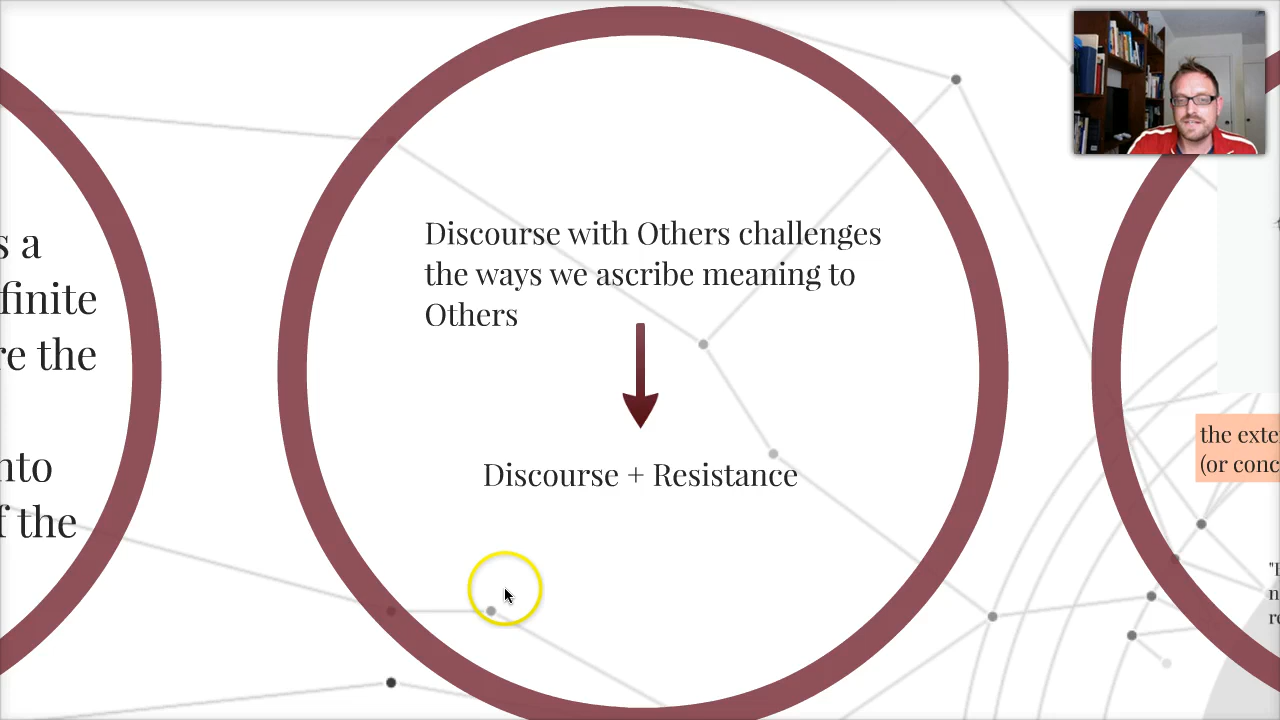 s a
finite
re the
nto
f the
Discourse with Others challenges
the ways we ascribe meaning to
Others
Discourse + Resistance
the exte
(or conc